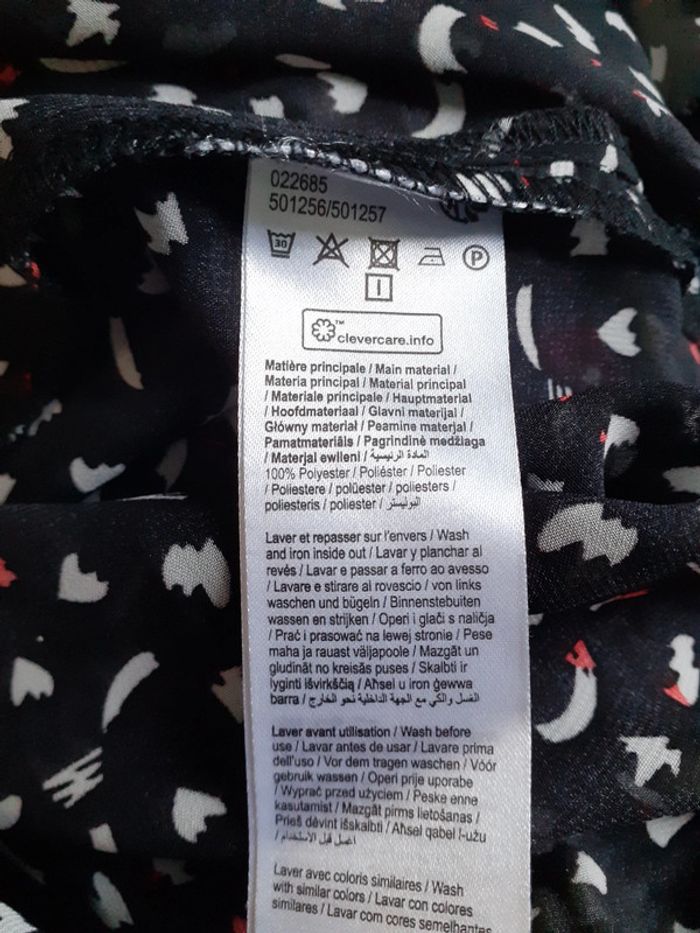 022685
501256/501257
30
P
™
clevercare.info
Matière principale / Main material /
Materia principal / Material principal
/ Materiale principale / Hauptmaterial
/ Hoofdmateriaal / Glavni materijal /
Główny materiał / Peamine materjal /
Pamatmateriāls / Pagrindinė medžiaga
/ Materjal ewlieni / المادة الرئيسية
100% Polyester / Poliéster / Poliester
/ Poliestere / polüester / poliesters /
poliesteris / poliester / البوليستر
Laver et repasser sur l'envers / Wash
and iron inside out / Lavar y planchar al
revés / Lavar e passar a ferro ao avesso
/ Lavare e stirare al rovescio / von links
waschen und bügeln / Binnenstebuiten
wassen en strijken / Operi i glači s naličja
/ Prać i prasować na lewej stronie / Pese
maha ja rauast väljapoole / Mazgāt un
gludināt no kreisās puses / Skalbti ir
lyginti išvirkščią / Aħsel u iron ġewwa
barra / الغسل والكي مع الجهة الداخلية نحو الخارج
Laver avant utilisation / Wash before
use / Lavar antes de usar / Lavare prima
dell'uso / Vor dem tragen waschen / Vóór
gebruik wassen / Operi prije uporabe
/ Wyprać przed użyciem / Peske enne
kasutamist / Mazgāt pirms lietošanas /
Prieš dėvint išskalbti / Aħsel qabel l-użu
/ اغسل قبل الاستخدام
Laver avec coloris similaires / Wash
with similar colors / Lavar con colores
similares / Lavar com cores semelhantes